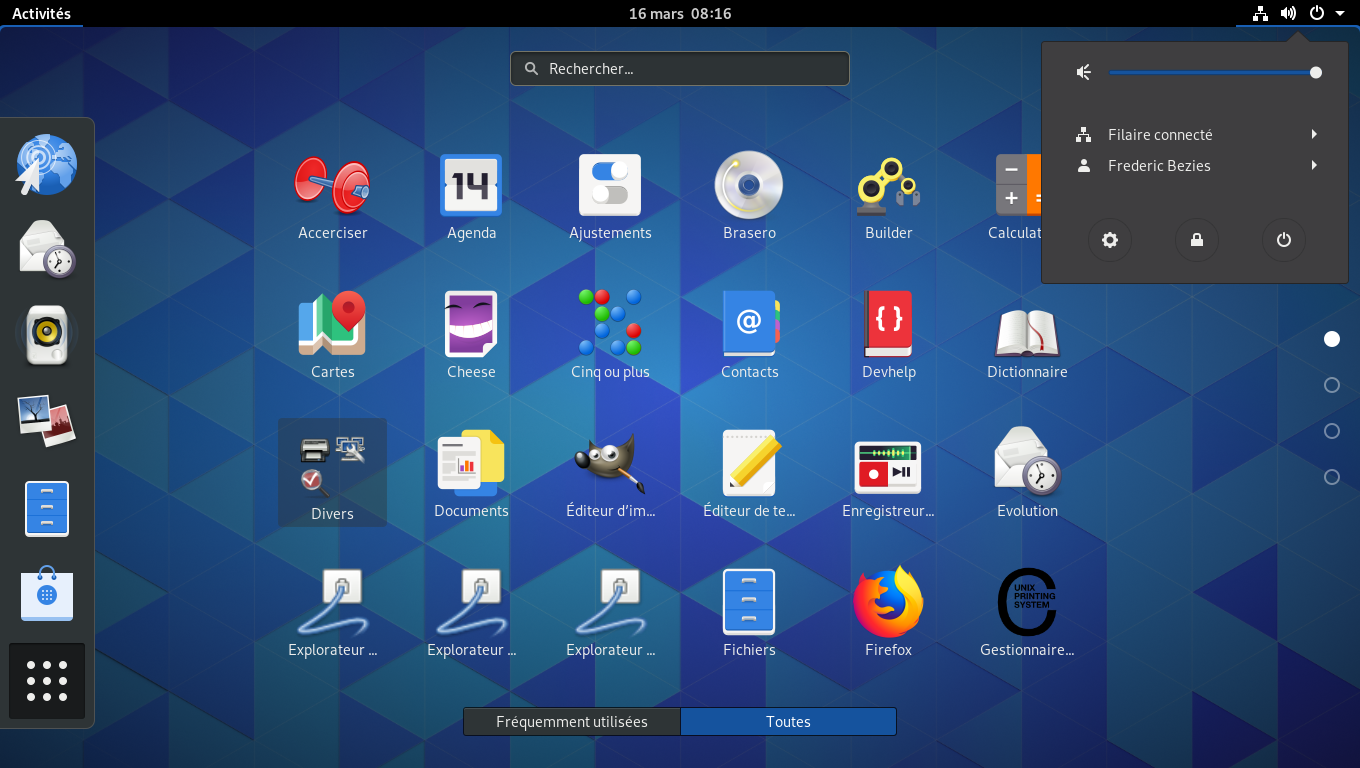 Activités
16 mars 08:16
Rechercher...
Filaire connecté
Frederic Bezies
14
Accerciser
Agenda
Ajustements
Brasero
Builder
Calculat
@
{ }
Cartes
Cheese
Cinq ou plus
Contacts
Devhelp
Dictionnaire
Divers
Documents
Éditeur d’im...
Éditeur de te...
Enregistreur...
Evolution
UNIX
PRINTING
SYSTEM
Explorateur ...
Explorateur ...
Explorateur ...
Fichiers
Firefox
Gestionnaire...
Fréquemment utilisées
Toutes